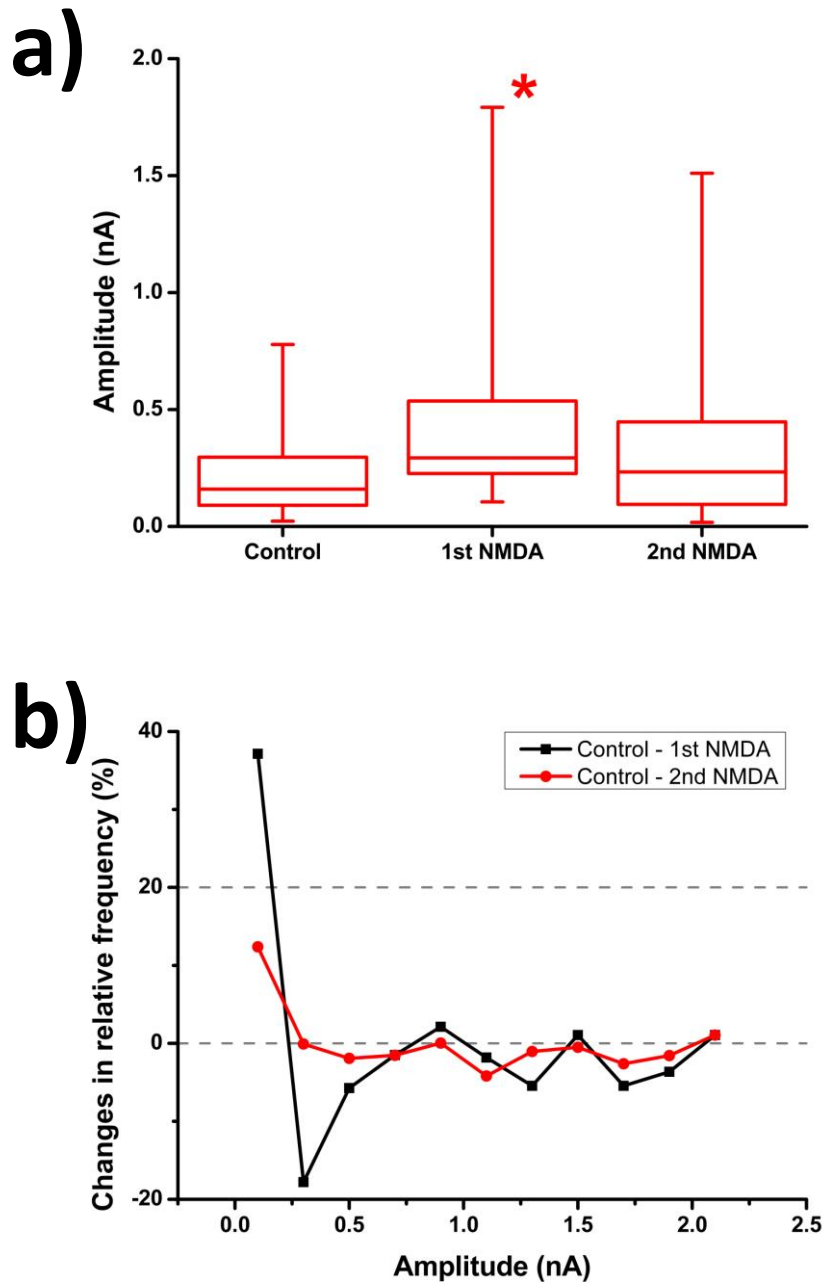 a)
2.0
1.5
1.0
0.5
0.0
Amplitude (nA)
*
Control 1st NMDA 2nd NMDA
b)
40
20
0
-20
Changes in relative frequency (%)
Control - 1st NMDA
Control - 2nd NMDA
0.0 0.5 1.0 1.5 2.0 2.5
Amplitude (nA)